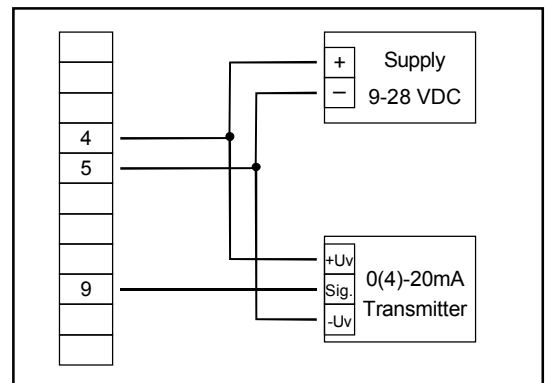 4
5
9
+
−
Supply
9-28 VDC
+Uv
Sig.
-Uv
0(4)-20mA
Transmitter